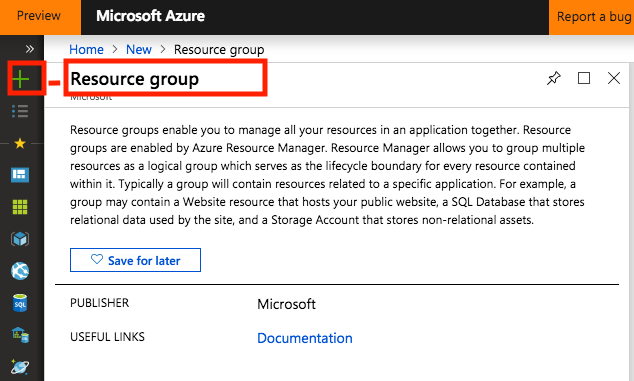 Preview
Microsoft Azure
Report a bug
»
Home > New > Resource group
Resource group
Microsoft
Resource groups enable you to manage all your resources in an application together. Resource
groups are enabled by Azure Resource Manager. Resource Manager allows you to group multiple
resources as a logical group which serves as the lifecycle boundary for every resource contained
within it. Typically a group will contain resources related to a specific application. For example, a
group may contain a Website resource that hosts your public website, a SQL Database that stores
relational data used by the site, and a Storage Account that stores non-relational assets.
Save for later
PUBLISHER
Microsoft
USEFUL LINKS
Documentation
SQL